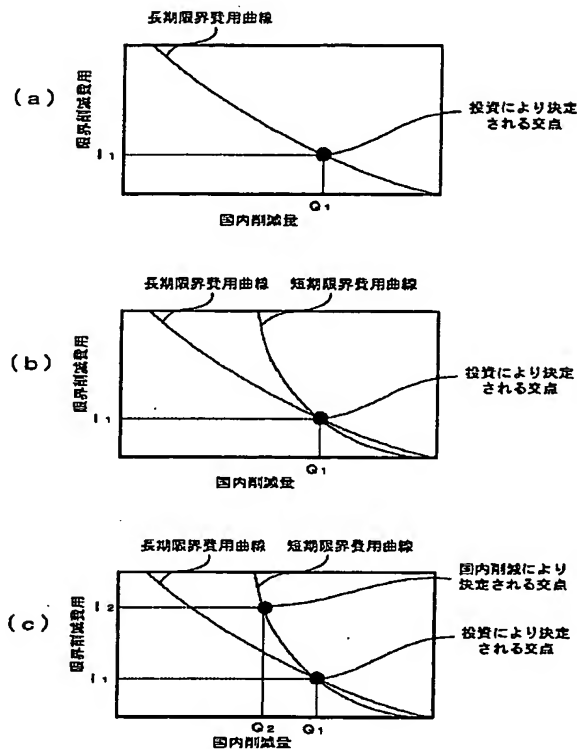 (a)
長期限界費用曲線
限界削減費用
I1
投資により決定
される交点
Q1
国内削減量
(b)
長期限界費用曲線
短期限界費用曲線
限界削減費用
I1
投資により決定
される交点
Q1
国内削減量
(c)
長期限界費用曲線
短期限界費用曲線
国内削減により
決定される交点
限界削減費用
I2
I1
投資により決定
される交点
Q2
Q1
国内削減量